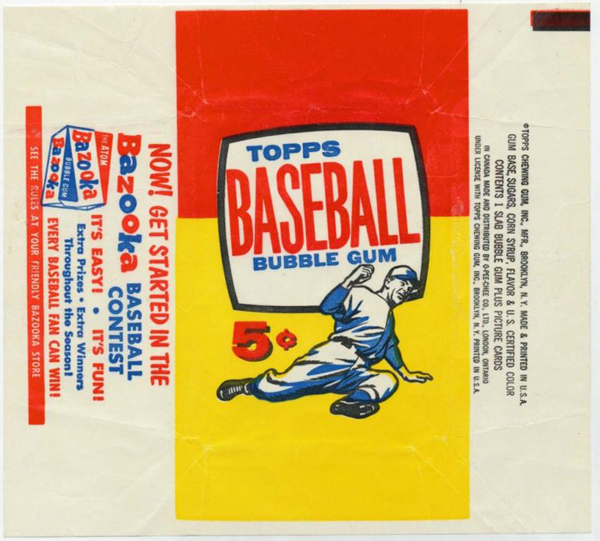 NOW! GET STARTED IN THE
Bazooka BASEBALL
CONTEST
THE ATOM
Bazooka
BUBBLE GUM
Bazooka
IT'S EASY! • IT'S FUN!
Extra Prizes • Extra Winners
Throughout the Season!
EVERY BASEBALL FAN CAN WIN!
SEE THE RULES AT YOUR FRIENDLY BAZOOKA STORE
TOPPS
BASEBALL
BUBBLE GUM
5¢
©TOPPS CHEWING GUM, INC., MFR., BROOKLYN, N.Y. MADE & PRINTED IN U.S.A.
GUM BASE, SUGARS, CORN SYRUP, FLAVOR & U.S. CERTIFIED COLOR
CONTENTS 1 SLAB BUBBLE GUM PLUS PICTURE CARDS
IN CANADA MADE AND DISTRIBUTED BY O-PEE-CHEE CO., LTD., LONDON, ONTARIO
UNDER LICENSE WITH TOPPS CHEWING GUM, INC., BROOKLYN, N.Y. PRINTED IN U.S.A.